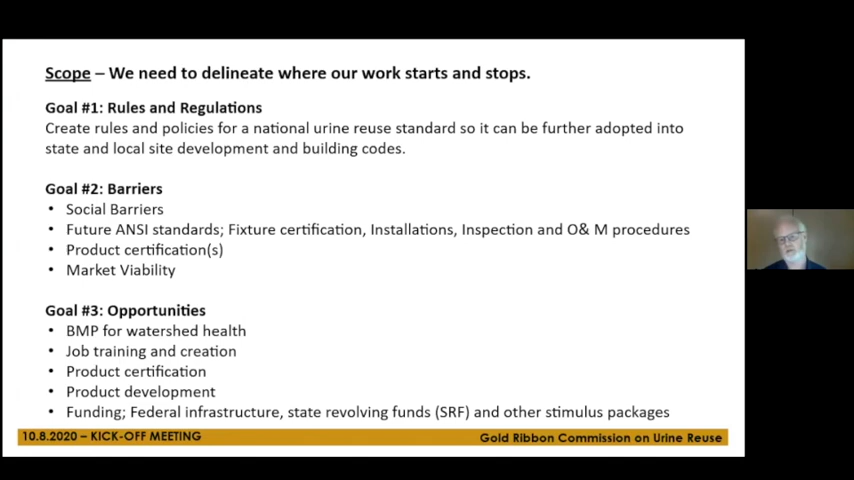 Scope – We need to delineate where our work starts and stops.
Goal #1: Rules and Regulations
Create rules and policies for a national urine reuse standard so it can be further adopted into
state and local site development and building codes.
Goal #2: Barriers
• Social Barriers
• Future ANSI standards; Fixture certification, Installations, Inspection and O& M procedures
• Product certification(s)
• Market Viability
Goal #3: Opportunities
• BMP for watershed health
• Job training and creation
• Product certification
• Product development
• Funding; Federal infrastructure, state revolving funds (SRF) and other stimulus packages
10.8.2020 – KICK-OFF MEETING
Gold Ribbon Commission on Urine Reuse